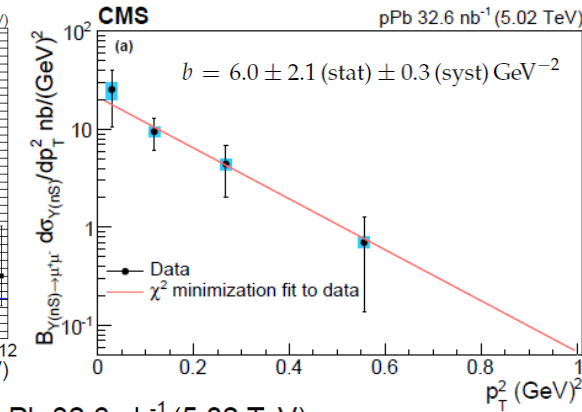 CMS pPb 32.6 nb⁻¹ (5.02 TeV)
(a)
b = 6.0 ± 2.1 (stat) ± 0.3 (syst) GeV⁻²
B_{Υ(nS)→μ⁺μ⁻} dσ_{Υ(nS)}/dp_T² nb/(GeV)²
10²
10
1
10⁻¹
Data
χ² minimization fit to data
0 0.2 0.4 0.6 0.8 1
p_T² (GeV)²
12